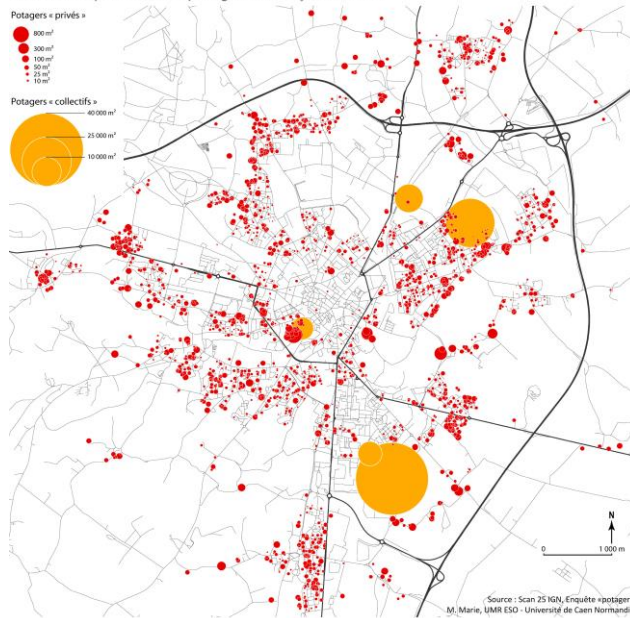 Potagers « privés »
800 m²
300 m²
100 m²
50 m²
25 m²
10 m²
Potagers « collectifs »
40 000 m²
25 000 m²
10 000 m²
N
0 1 000 m
Source : Scan 25 IGN, Enquête «potager
M. Marie, UMR ESO - Université de Caen Normandi